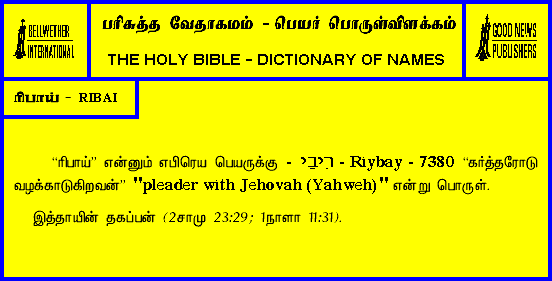 BELLWETHER
INTERNATIONAL
பரிசுத்த வேதாகமம் - பெயர் பொருள்விளக்கம்
THE HOLY BIBLE - DICTIONARY OF NAMES
GOOD NEWS
PUBLISHERS
ரிபாய் - RIBAI
“ரிபாய்” என்னும் எபிரெய பெயருக்கு - רִיבַי - Riybay - 7380 “கர்த்தரோடு
வழக்காடுகிறவன்” "pleader with Jehovah (Yahweh)" என்று பொருள்.
இத்தாயின் தகப்பன் (2சாமு 23:29; 1நாளா 11:31).